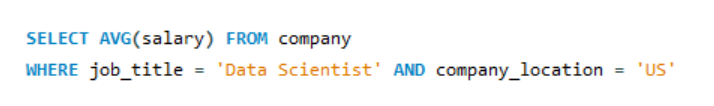 SELECT AVG(salary) FROM company
WHERE job_title = 'Data Scientist' AND company_location = 'US'